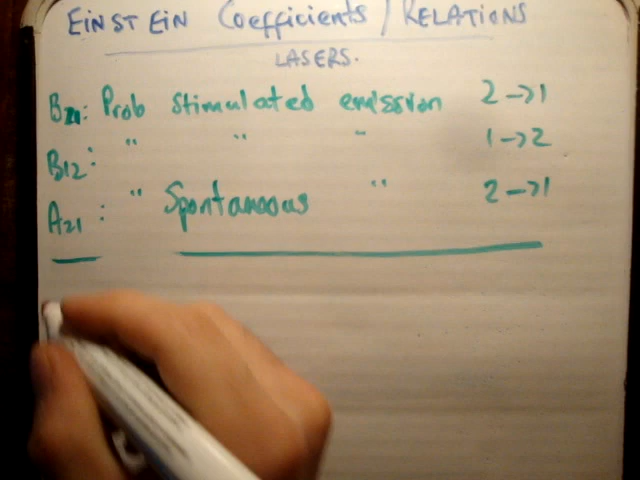 EINSTEIN Coefficients / RELATIONS
LASERS.
B21: Prob Stimulated emission 2→1
B12: " " " 1→2
A21: " Spontaneous " 2→1